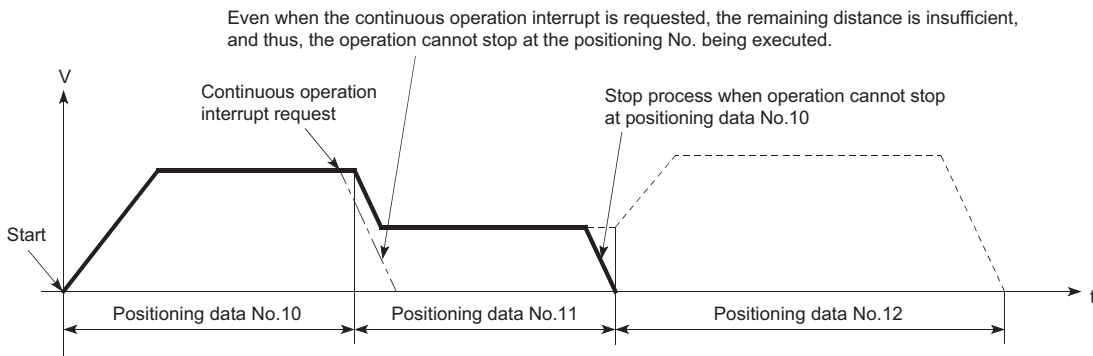 Even when the continuous operation interrupt is requested, the remaining distance is insufficient,
and thus, the operation cannot stop at the positioning No. being executed.
V
Continuous operation
interrupt request
Stop process when operation cannot stop
at positioning data No.10
Start
t
Positioning data No.10
Positioning data No.11
Positioning data No.12